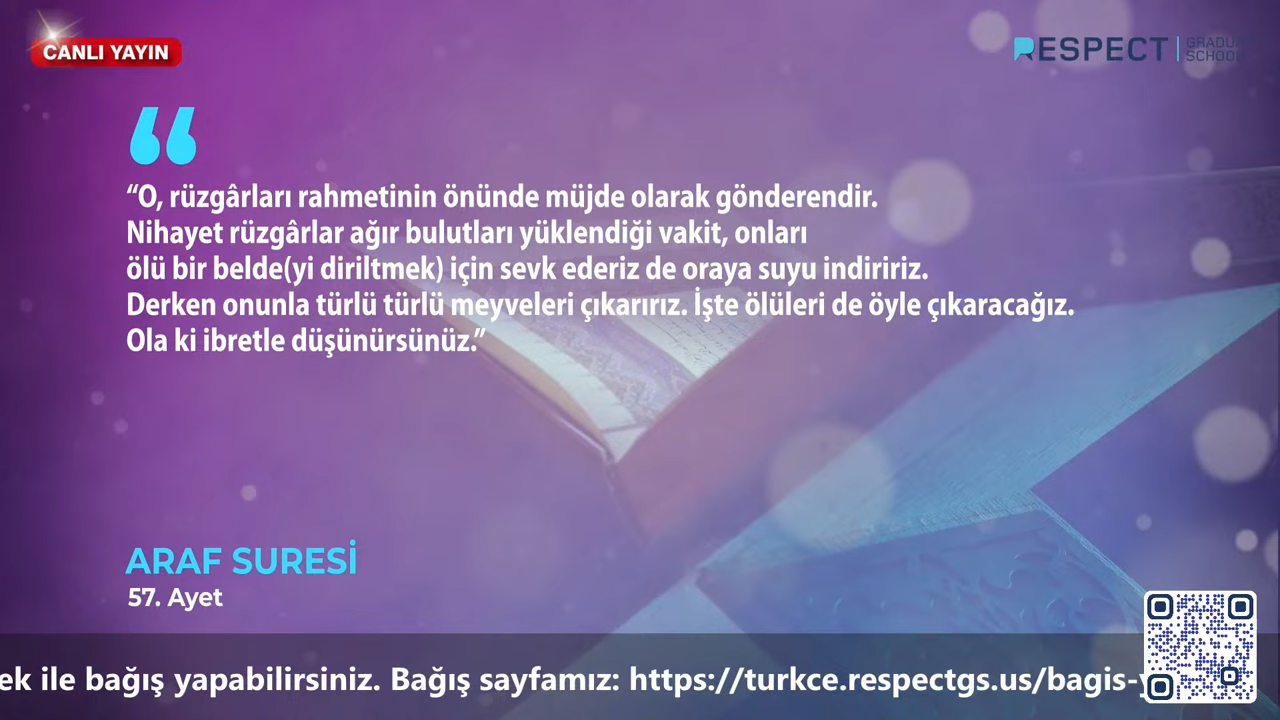 CANLI YAYIN
RESPECT
GRADUATE
SCHOOL
“O, rüzgârları rahmetinin önünde müjde olarak gönderendir.
Nihayet rüzgârlar ağır bulutları yüklendiği vakit, onları
ölü bir belde(yi diriltmek) için sevk ederiz de oraya suyu indiririz.
Derken onunla türlü türlü meyveleri çıkarırız. İşte ölüleri de öyle çıkaracağız.
Ola ki ibretle düşünürsünüz.”
ARAF SURESİ
57. Ayet
ek ile bağış yapabilirsiniz. Bağış sayfamız: https://turkce.respectgs.us/bagis-y